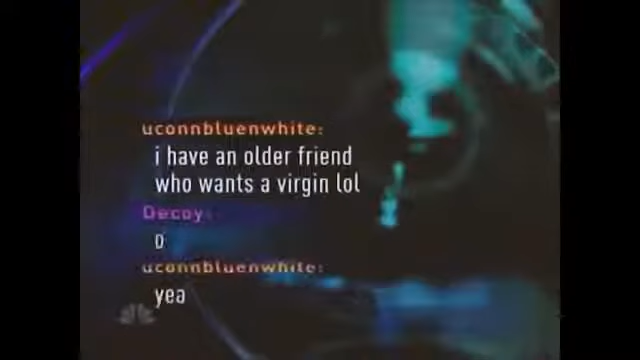 uconnbluenwhite:
i have an older friend
who wants a virgin lol
Decoy:
o
uconnbluenwhite:
yea